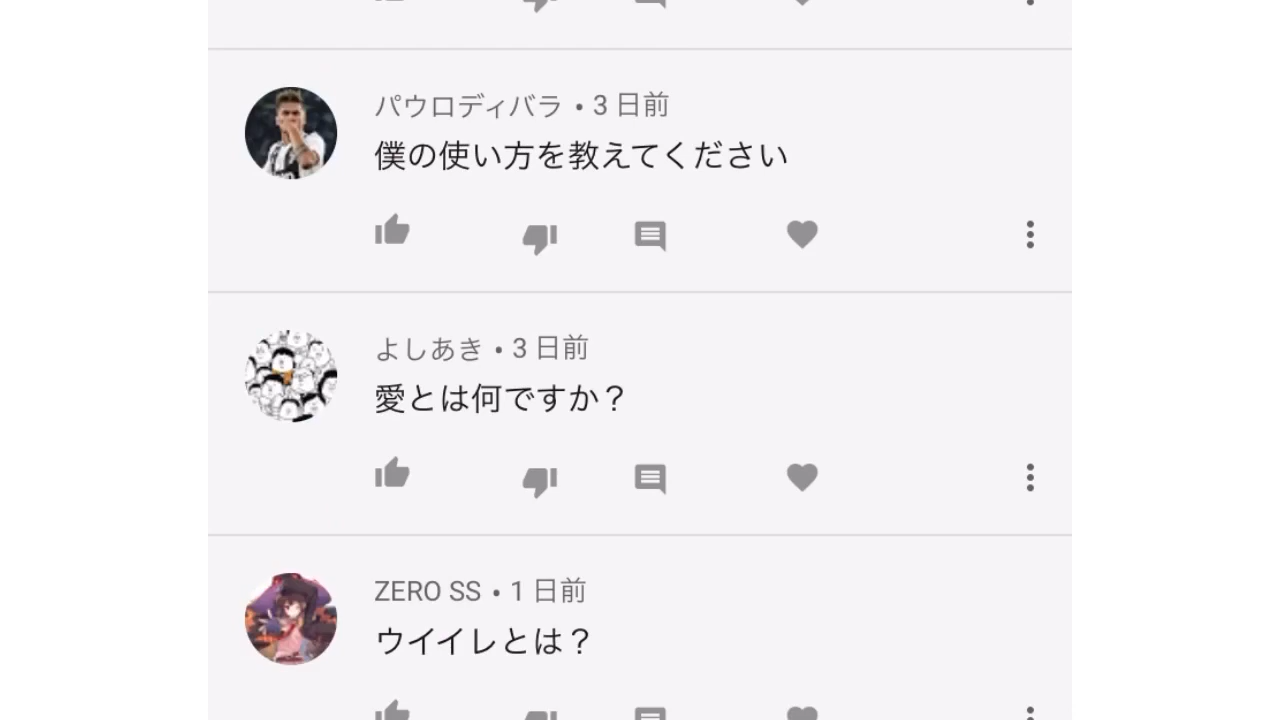 パウロディバラ • 3 日前
僕の使い方を教えてください
よしあき • 3 日前
愛とは何ですか？
ZERO SS • 1 日前
ウイイレとは？